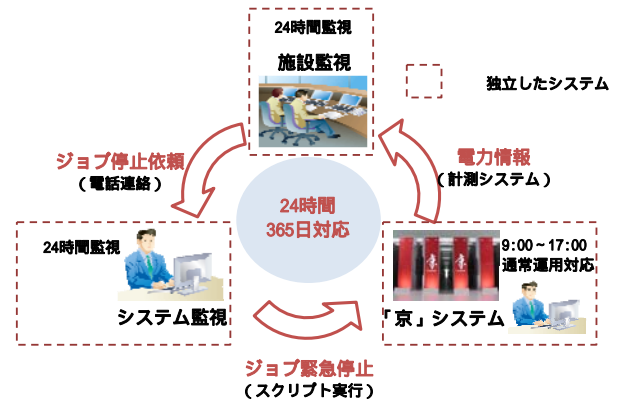 24時間監視
施設監視
独立したシステム
ジョブ停止依頼
（電話連絡）
電力情報
（計測システム）
24時間
365日対応
24時間監視
システム監視
9:00～17:00
通常運用対応
京
「京」システム
ジョブ緊急停止
（スクリプト実行）